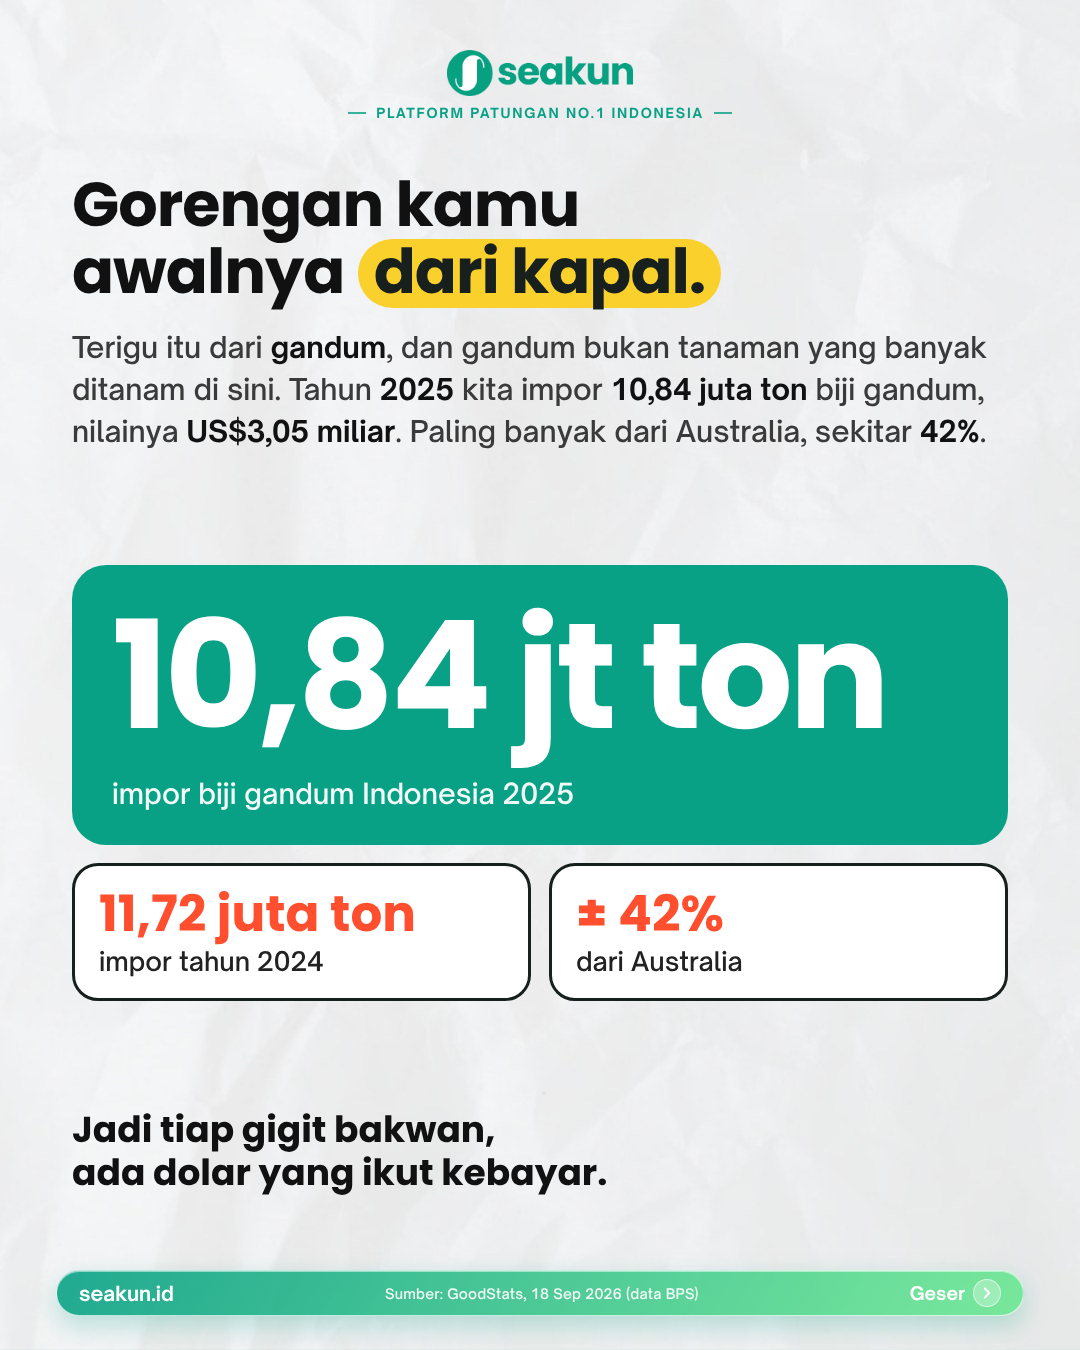 seakun
PLATFORM PATUNGAN NO.1 INDONESIA
Gorengan kamu
awalnya dari kapal.
Terigu itu dari gandum, dan gandum bukan tanaman yang banyak
ditanam di sini. Tahun 2025 kita impor 10,84 juta ton biji gandum,
nilainya US$3,05 miliar. Paling banyak dari Australia, sekitar 42%.
10,84 jt ton
impor biji gandum Indonesia 2025
11,72 juta ton
impor tahun 2024
± 42%
dari Australia
Jadi tiap gigit bakwan,
ada dolar yang ikut kebayar.
seakun.id
Sumber: GoodStats, 18 Sep 2026 (data BPS)
Geser